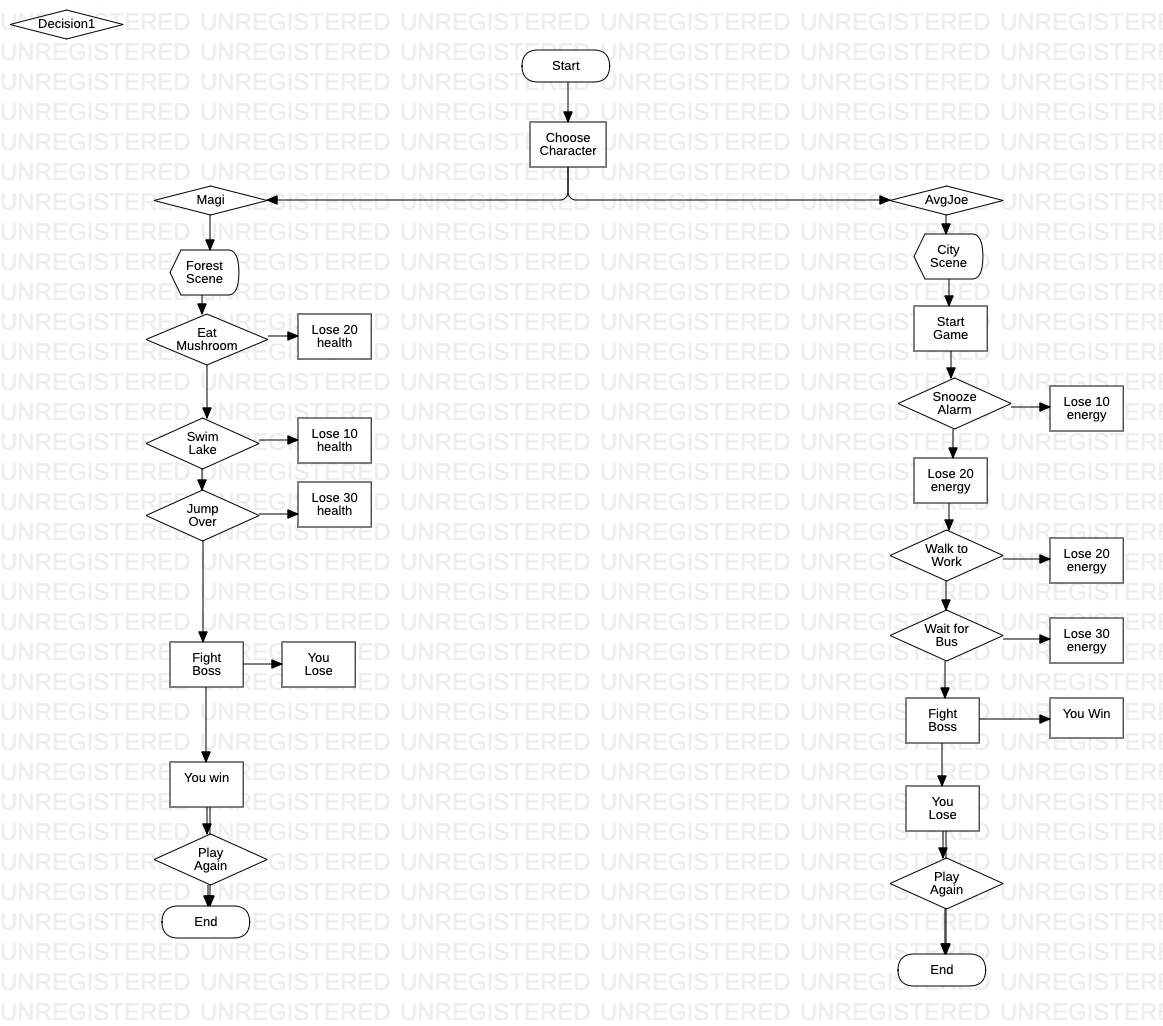 Decision1
Start
Choose
Character
Magi
AvgJoe
Forest
Scene
City
Scene
Eat
Mushroom
Lose 20
health
Start
Game
Snooze
Alarm
Lose 10
energy
Swim
Lake
Lose 10
health
Lose 20
energy
Jump
Over
Lose 30
health
Walk to
Work
Lose 20
energy
Wait for
Bus
Lose 30
energy
Fight
Boss
You
Lose
Fight
Boss
You Win
You win
You
Lose
Play
Again
Play
Again
End
End
UNREGISTERED